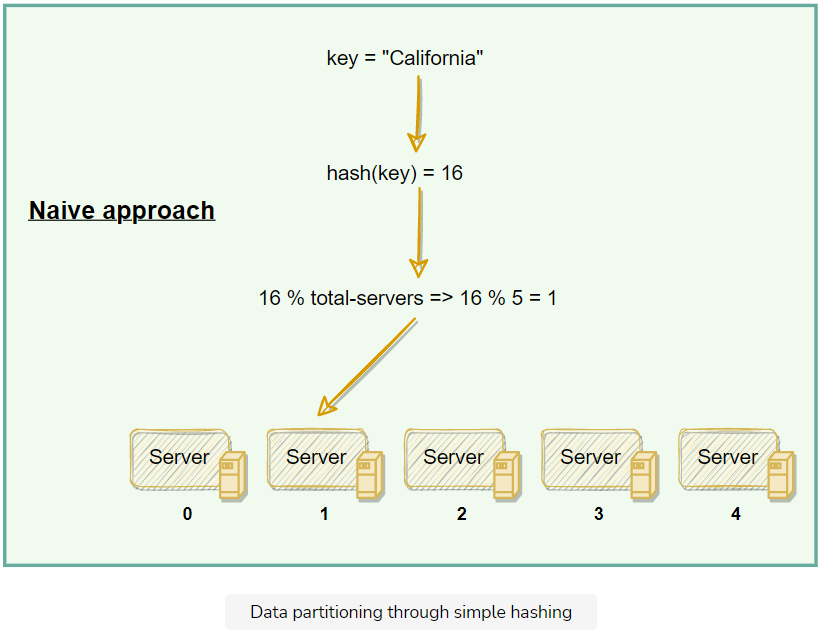 key = "California"
hash(key) = 16
Naive approach
16 % total-servers => 16 % 5 = 1
Server Server Server Server Server
0 1 2 3 4
Data partitioning through simple hashing